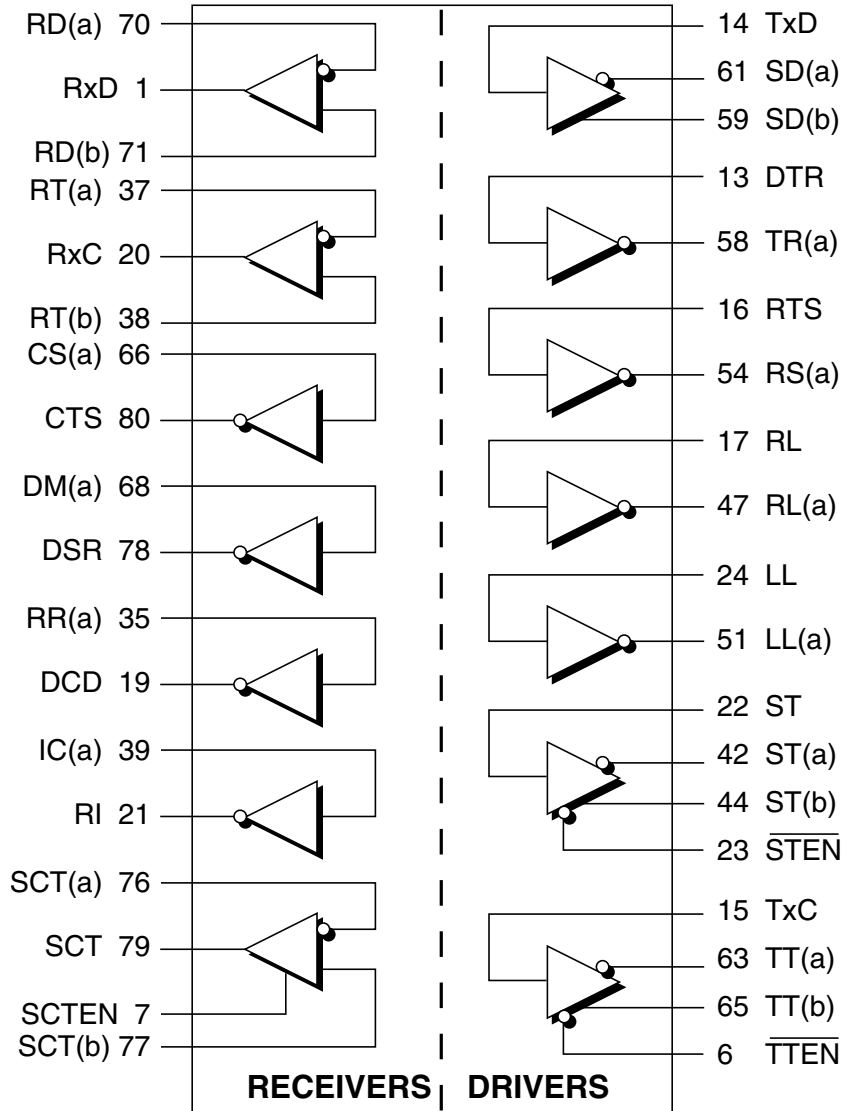 RD(a) 70
RxD 1
RD(b) 71
RT(a) 37
RxC 20
RT(b) 38
CS(a) 66
CTS 80
DM(a) 68
DSR 78
RR(a) 35
DCD 19
IC(a) 39
RI 21
SCT(a) 76
SCT 79
SCTEN 7
SCT(b) 77
RECEIVERS
14 TxD
61 SD(a)
59 SD(b)
13 DTR
58 TR(a)
16 RTS
54 RS(a)
17 RL
47 RL(a)
24 LL
51 LL(a)
22 ST
42 ST(a)
44 ST(b)
23 S̅T̅E̅N̅
15 TxC
63 TT(a)
65 TT(b)
6 T̅T̅E̅N̅
DRIVERS